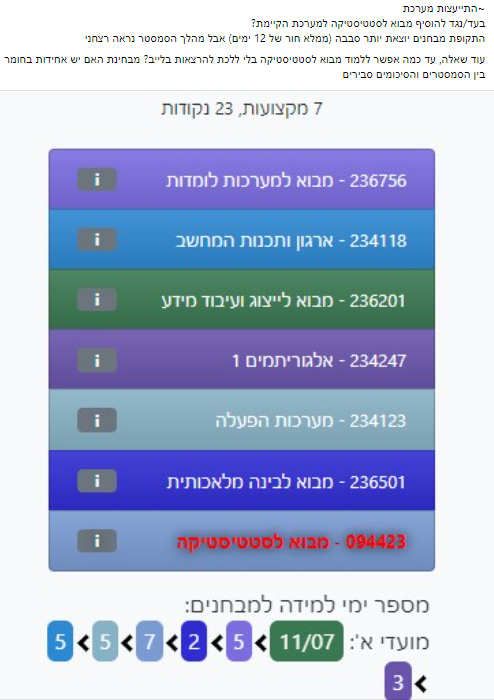 ~התייעצות מערכת
בעד/נגד להוסיף מבוא לסטטיסטיקה למערכת הקיימת?
התקופת מבחנים יוצאת יותר סבבה (ממלא חור של 12 ימים) אבל מהלך הסמסטר נראה רצחני
עוד שאלה, עד כמה אפשר ללמוד מבוא לסטטיסטיקה בלי ללכת להרצאות בלייב? מבחינת האם יש אחידות בחומר
בין הסמסטרים והסיכומים סבירים
7 מקצועות, 23 נקודות
236756 - מבוא למערכות לומדות i
234118 - ארגון ותכנות המחשב i
236201 - מבוא לייצוג ועיבוד מידע i
234247 - אלגוריתמים 1 i
234123 - מערכות הפעלה i
236501 - מבוא לבינה מלאכותית i
094423 - מבוא לסטטיסטיקה i
מספר ימי למידה למבחנים:
מועדי א': 11/07 < 5 < 2 < 7 < 5 < 5
< 3